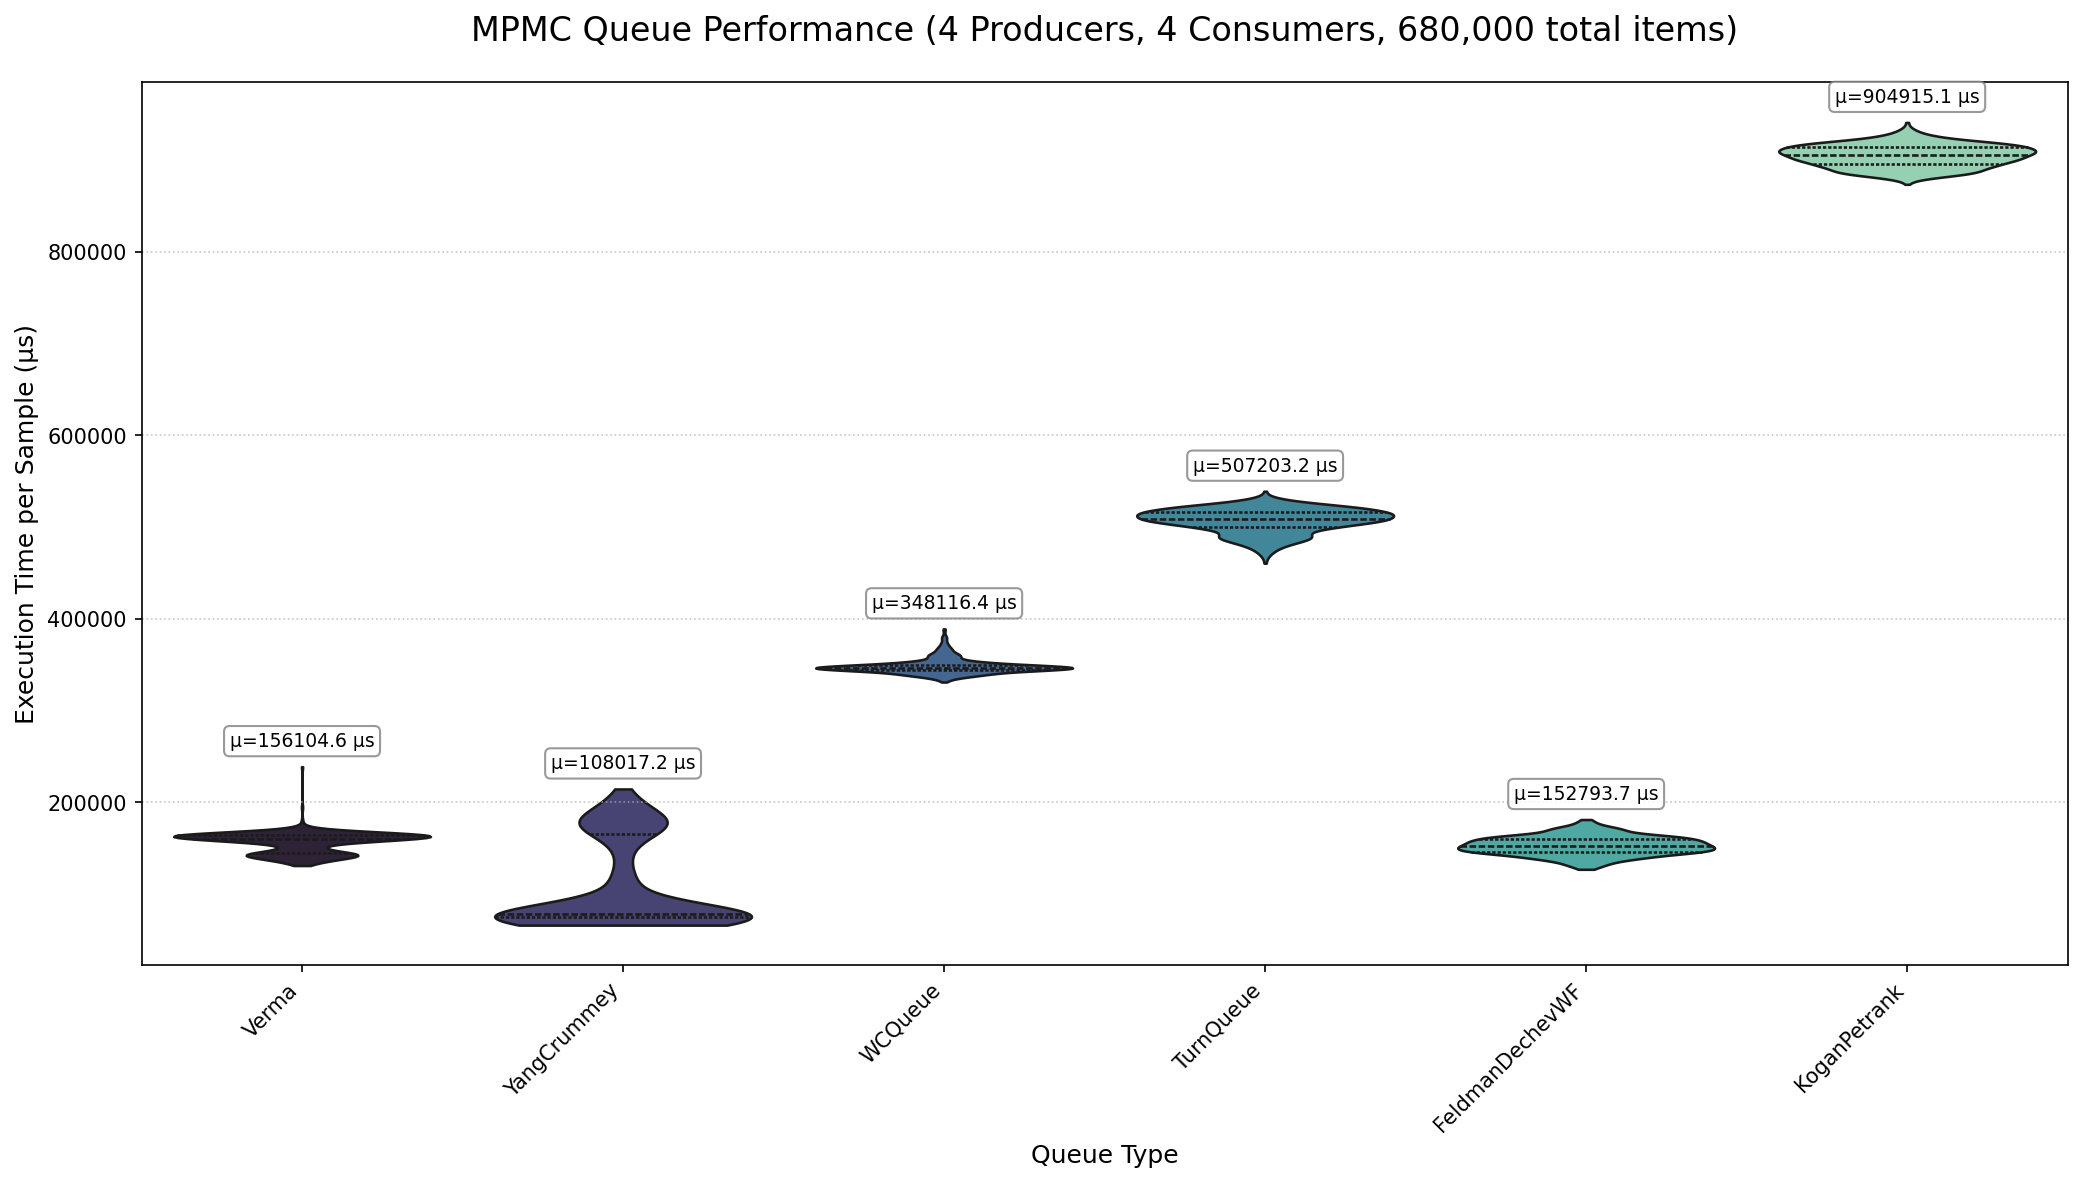 MPMC Queue Performance (4 Producers, 4 Consumers, 680,000 total items)
Execution Time per Sample (µs)
800000
600000
400000
200000
µ=156104.6 µs
µ=108017.2 µs
µ=348116.4 µs
µ=507203.2 µs
µ=152793.7 µs
µ=904915.1 µs
Verma
YangCrummey
WCQueue
TurnQueue
FeldmanDechevWF
KoganPetrank
Queue Type